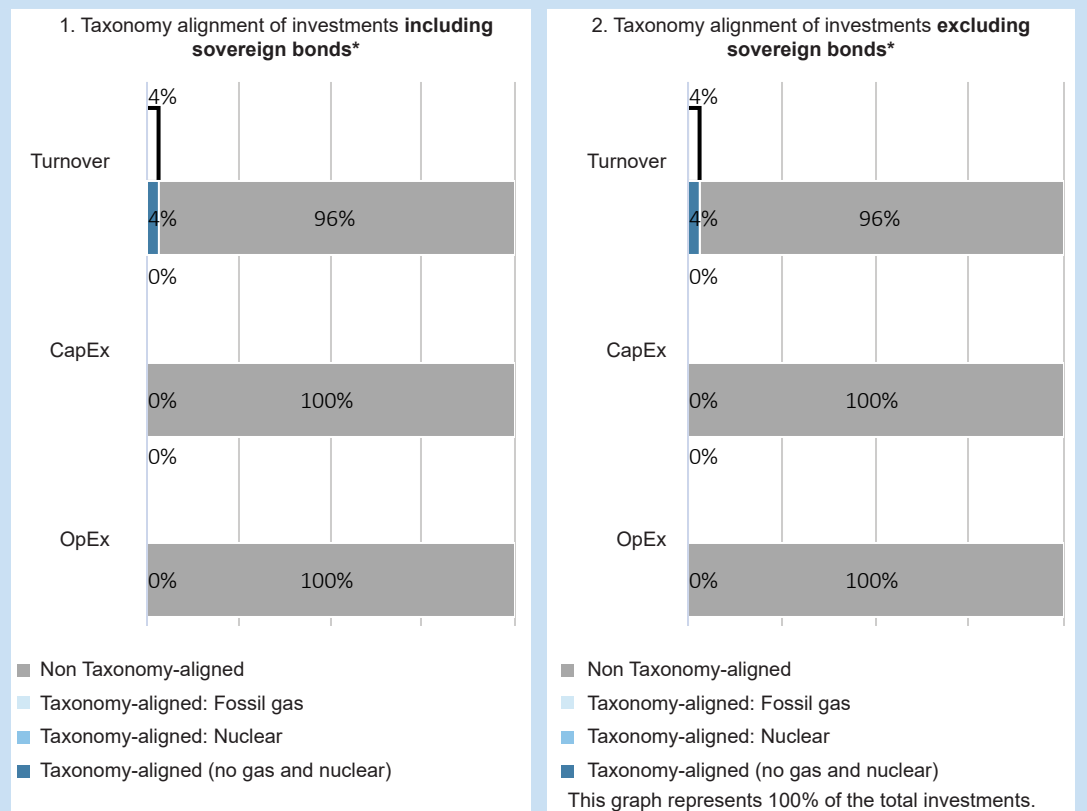 1. Taxonomy alignment of investments including
sovereign bonds*
4%
Turnover
4% 96%
0%
CapEx
0% 100%
0%
OpEx
0% 100%
Non Taxonomy-aligned
Taxonomy-aligned: Fossil gas
Taxonomy-aligned: Nuclear
Taxonomy-aligned (no gas and nuclear)
2. Taxonomy alignment of investments excluding
sovereign bonds*
4%
Turnover
4% 96%
0%
CapEx
0% 100%
0%
OpEx
0% 100%
Non Taxonomy-aligned
Taxonomy-aligned: Fossil gas
Taxonomy-aligned: Nuclear
Taxonomy-aligned (no gas and nuclear)
This graph represents 100% of the total investments.